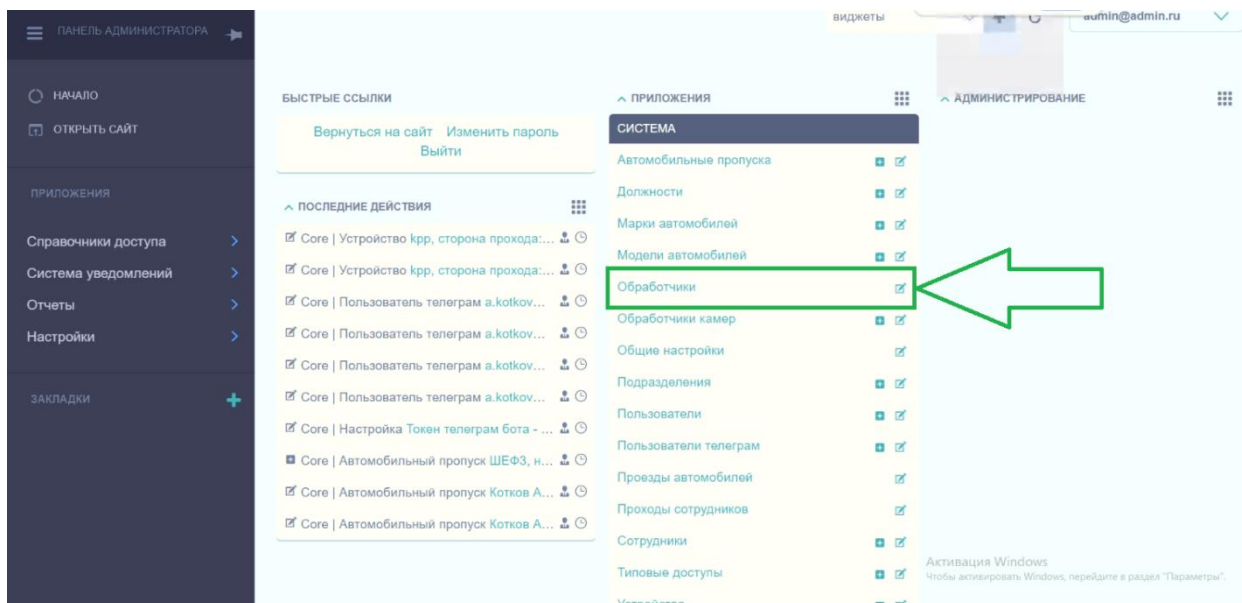 ПАНЕЛЬ АДМИНИСТРАТОРА
НАЧАЛО
ОТКРЫТЬ САЙТ
ПРИЛОЖЕНИЯ
Справочники доступа
Система уведомлений
Отчеты
Настройки
ЗАКЛАДКИ
виджеты
admin@admin.ru
БЫСТРЫЕ ССЫЛКИ
Вернуться на сайт Изменить пароль
Выйти
ПОСЛЕДНИЕ ДЕЙСТВИЯ
Core | Устройство kpp, сторона прохода:...
Core | Устройство kpp, сторона прохода:...
Core | Пользователь телеграм a.kotkov...
Core | Пользователь телеграм a.kotkov...
Core | Пользователь телеграм a.kotkov...
Core | Пользователь телеграм a.kotkov...
Core | Настройка Токен телеграм бота - ...
Core | Автомобильный пропуск ШЕФЗ, н...
Core | Автомобильный пропуск Котков А...
Core | Автомобильный пропуск Котков А...
ПРИЛОЖЕНИЯ
СИСТЕМА
Автомобильные пропуска
Должности
Марки автомобилей
Модели автомобилей
Обработчики
Обработчики камер
Общие настройки
Подразделения
Пользователи
Пользователи телеграм
Проезды автомобилей
Проходы сотрудников
Сотрудники
Типовые доступы
Устройства
АДМИНИСТРИРОВАНИЕ
Активация Windows
Чтобы активировать Windows, перейдите в раздел "Параметры".